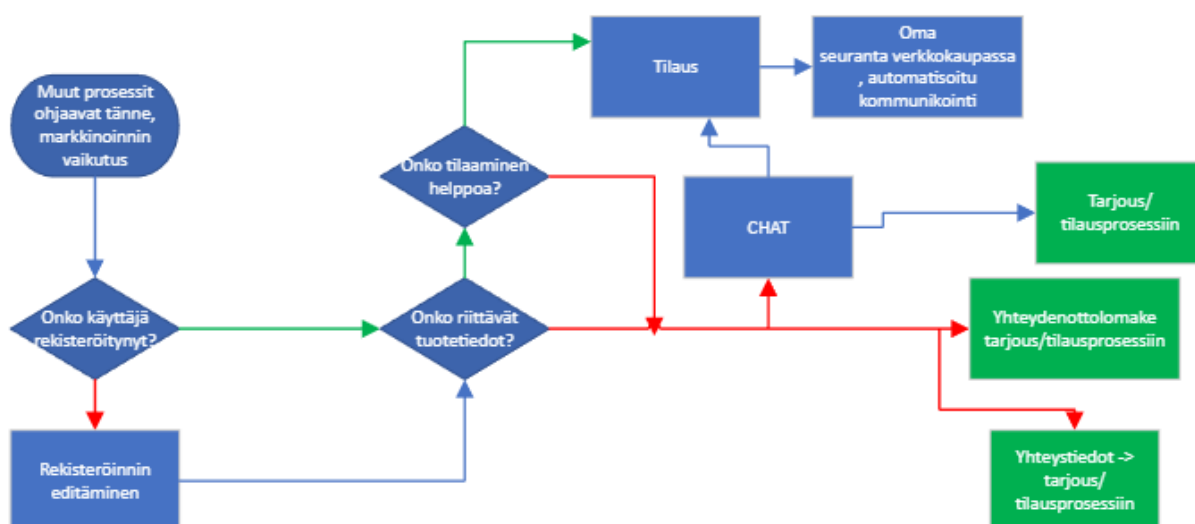 Muut prosessit
ohjaavat tänne,
markkinoinnin
vaikutus
Onko tilaaminen
helppoa?
Tilaus
Oma
seuranta verkkokaupassa
, automatisoitu
kommunikointi
CHAT
Tarjous/
tilausprosessiin
Onko käyttäjä
rekisteröitynyt?
Onko riittävät
tuotetiedot?
Yhteydenottolomake
tarjous/tilausprosessiin
Rekisteröinnin
editäminen
Yhteystiedot ->
tarjous/
tilausprosessiin